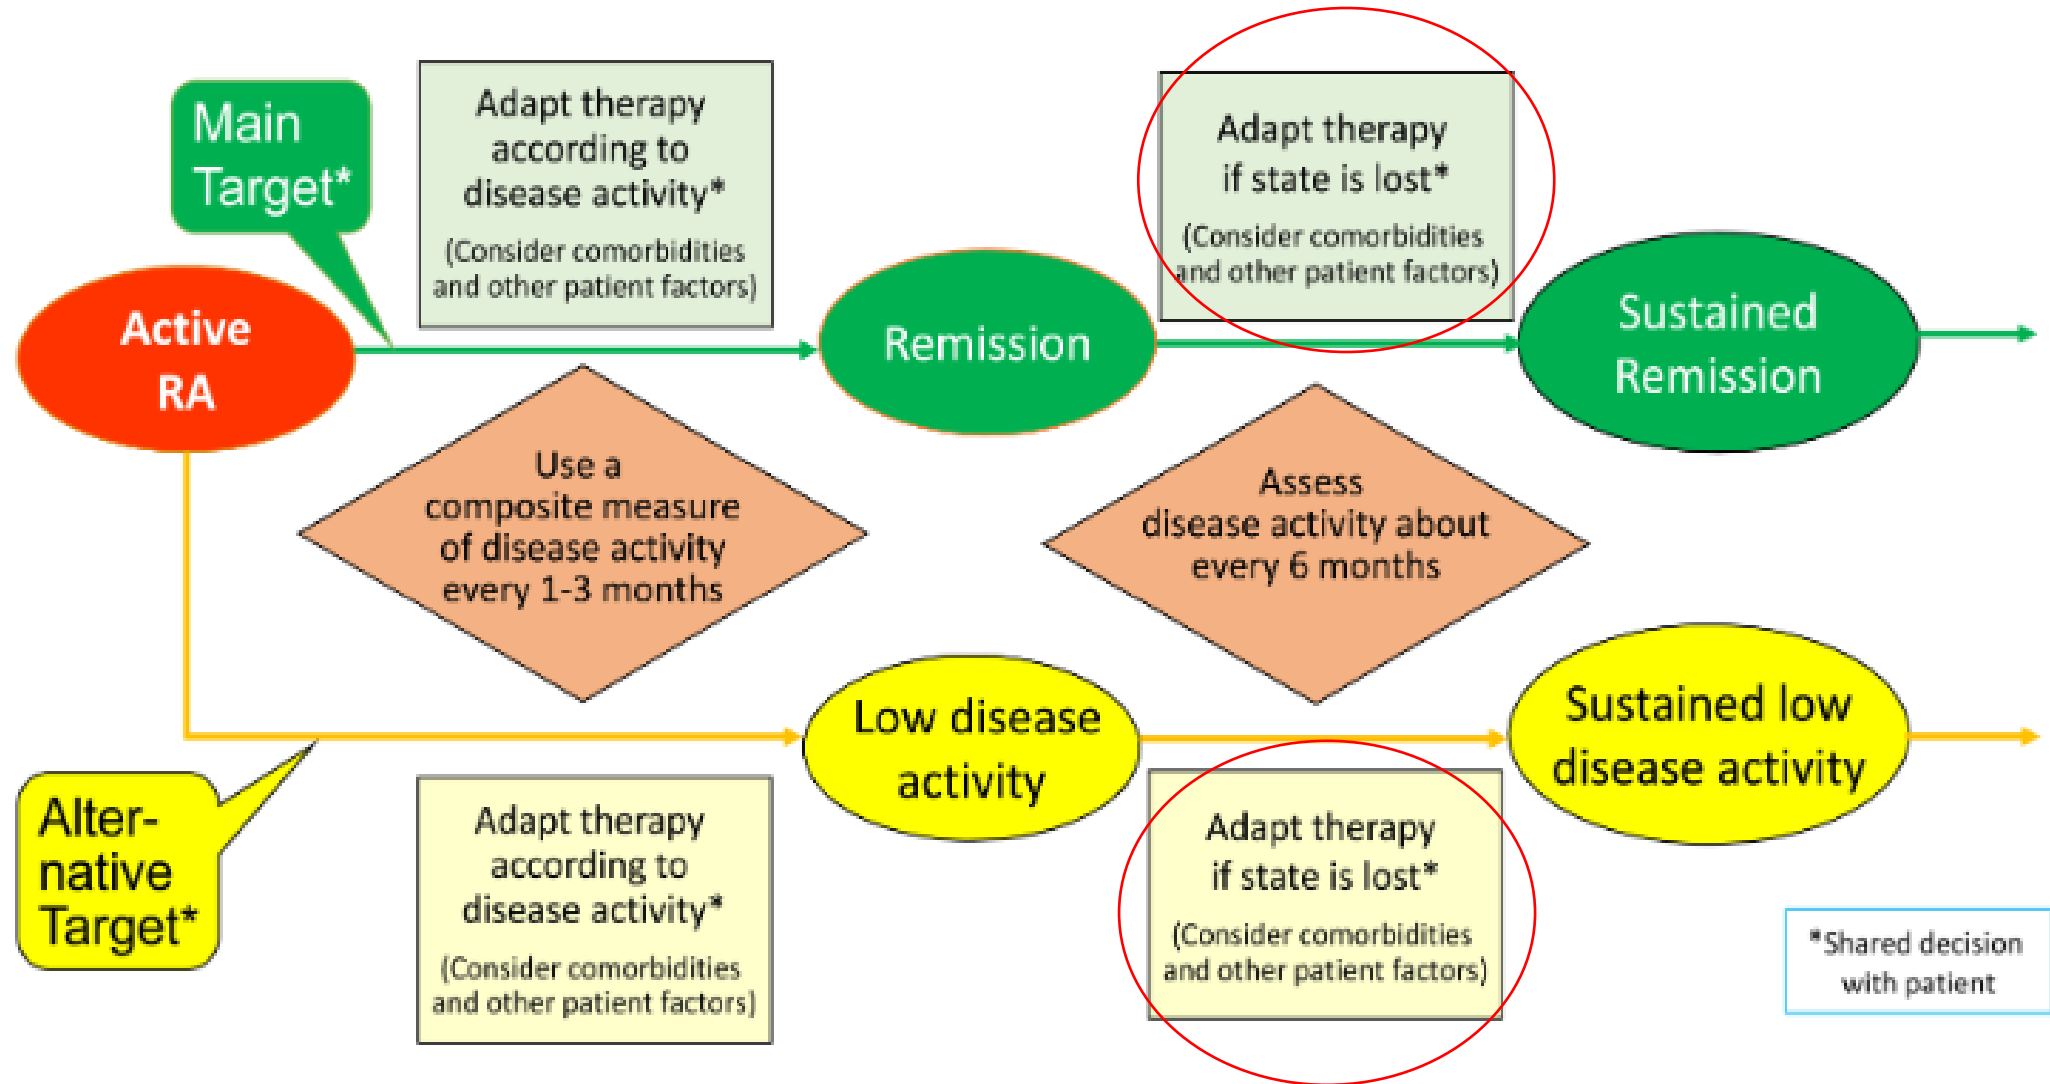 Main
Target*
Adapt therapy
according to
disease activity*
(Consider comorbidities
and other patient factors)
Adapt therapy
if state is lost*
(Consider comorbidities
and other patient factors)
Active
RA
Remission
Sustained
Remission
Use a
composite measure
of disease activity
every 1-3 months
Assess
disease activity about
every 6 months
Low disease
activity
Sustained low
disease activity
Alter-
native
Target*
Adapt therapy
according to
disease activity*
(Consider comorbidities
and other patient factors)
Adapt therapy
if state is lost*
(Consider comorbidities
and other patient factors)
*Shared decision
with patient